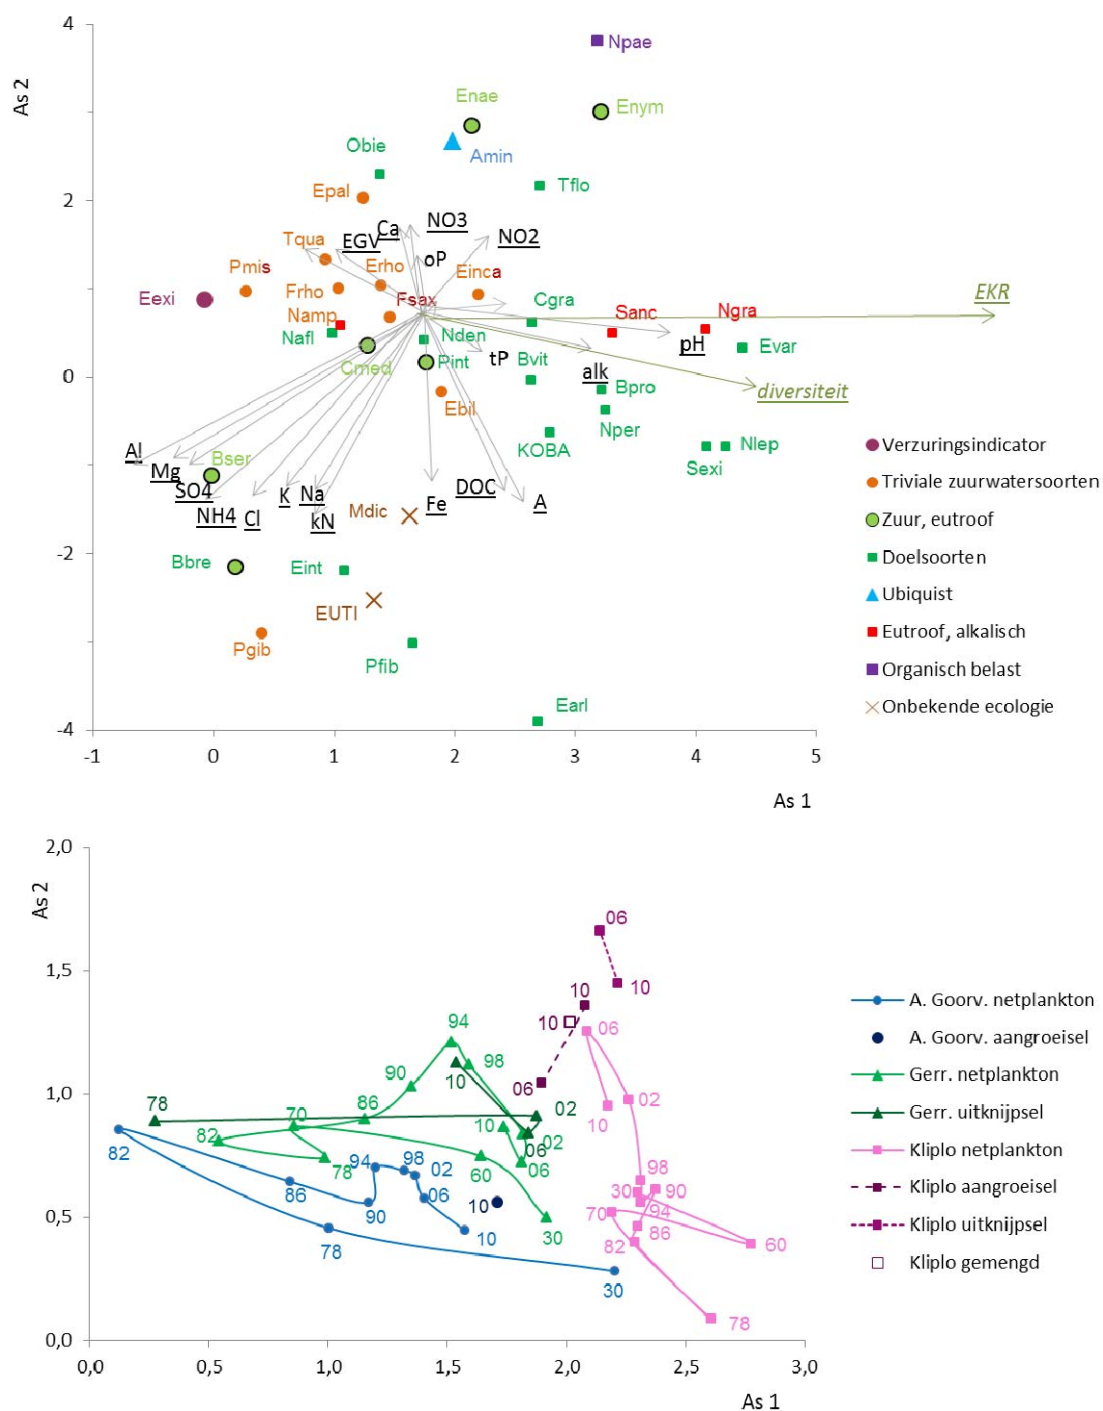 4
As 2
Npae
Enae
Enym
Obie
Amin
Tflo
2
Epal
Ca
NO3
NO2
Tqua
EGV
oP
Pmis
Erho
Einca
Eexi
Frho
Fsax
Cgra
EKR
Namp
Sanc
Ngra
Nafl
Nden
pH
Evar
Cmed
Pint
tP
Bvit
0
alk
Bpro
diversiteit
Ebil
Nper
KOBA
Sexi
Nlep
Al
Mg
Bser
SO4
K
Na
DOC
NH4
Cl
kN
Mdic
Fe
A
-2
Bbre
Eint
EUTI
Pgib
Pfib
Earl
-4
-1 0 1 2 3 4 5
As 1
Verzuringsindicator
Triviale zuurwatersoorten
Zuur, eutroof
Doelsoorten
Ubiquist
Eutroof, alkalisch
Organisch belast
Onbekende ecologie
2,0
As 2
1,5
1,0
0,5
0,0
06
10
10
10
06
06
94
98
90
10
02
10
78
86
70
10
02
02
82
06
82
78
60
06
98
94
98
02
30
90
86
06
10
70
94
90
10
86
78
30
82
60
30
78
0,0 0,5 1,0 1,5 2,0 2,5 3,0
As 1
A. Goorv. netplankton
A. Goorv. aangroeisel
Gerr. netplankton
Gerr. uitknijpsel
Kliplo netplankton
Kliplo aangroeisel
Kliplo uitknijpsel
Kliplo gemengd